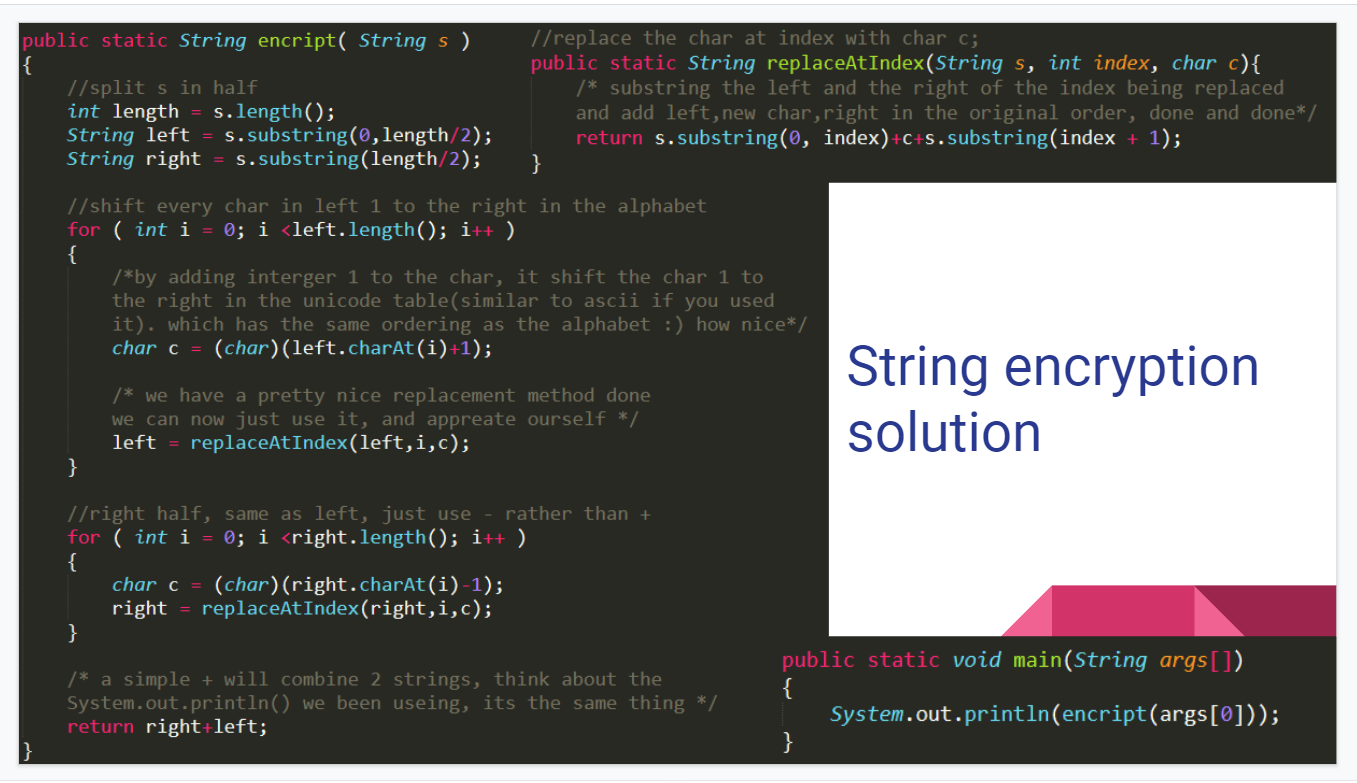 public static String encript( String s )
{
    //split s in half
    int length = s.length();
    String left = s.substring(0,length/2);
    String right = s.substring(length/2);

    //shift every char in left 1 to the right in the alphabet
    for ( int i = 0; i <left.length(); i++ )
    {
        /*by adding interger 1 to the char, it shift the char 1 to
        the right in the unicode table(similar to ascii if you used
        it). which has the same ordering as the alphabet :) how nice*/
        char c = (char)(left.charAt(i)+1);

        /* we have a pretty nice replacement method done
        we can now just use it, and appreate ourself */
        left = replaceAtIndex(left,i,c);
    }

    //right half, same as left, just use - rather than +
    for ( int i = 0; i <right.length(); i++ )
    {
        char c = (char)(right.charAt(i)-1);
        right = replaceAtIndex(right,i,c);
    }

    /* a simple + will combine 2 strings, think about the
    System.out.println() we been useing, its the same thing */
    return right+left;
}
//replace the char at index with char c;
public static String replaceAtIndex(String s, int index, char c){
    /* substring the left and the right of the index being replaced
    and add left,new char,right in the original order, done and done*/
    return s.substring(0, index)+c+s.substring(index + 1);
}
String encryption
solution
public static void main(String args[])
{
    System.out.println(encript(args[0]));
}